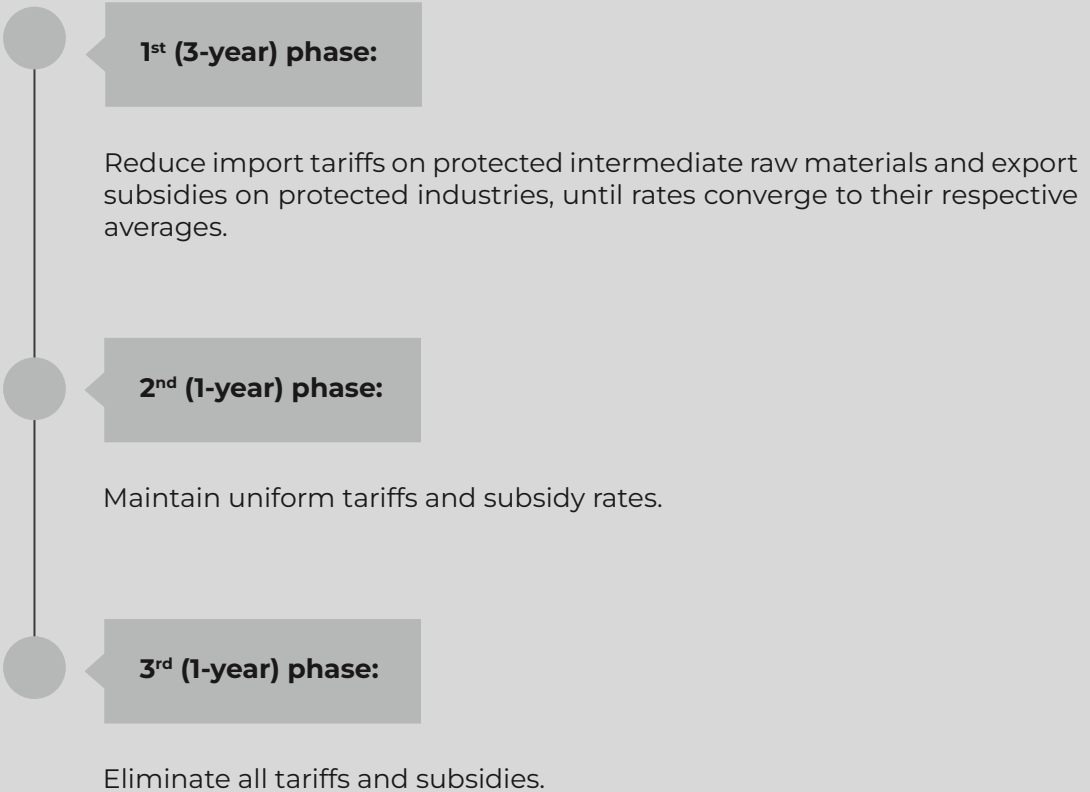 1st (3-year) phase:
Reduce import tariffs on protected intermediate raw materials and export
subsidies on protected industries, until rates converge to their respective
averages.
2nd (1-year) phase:
Maintain uniform tariffs and subsidy rates.
3rd (1-year) phase:
Eliminate all tariffs and subsidies.